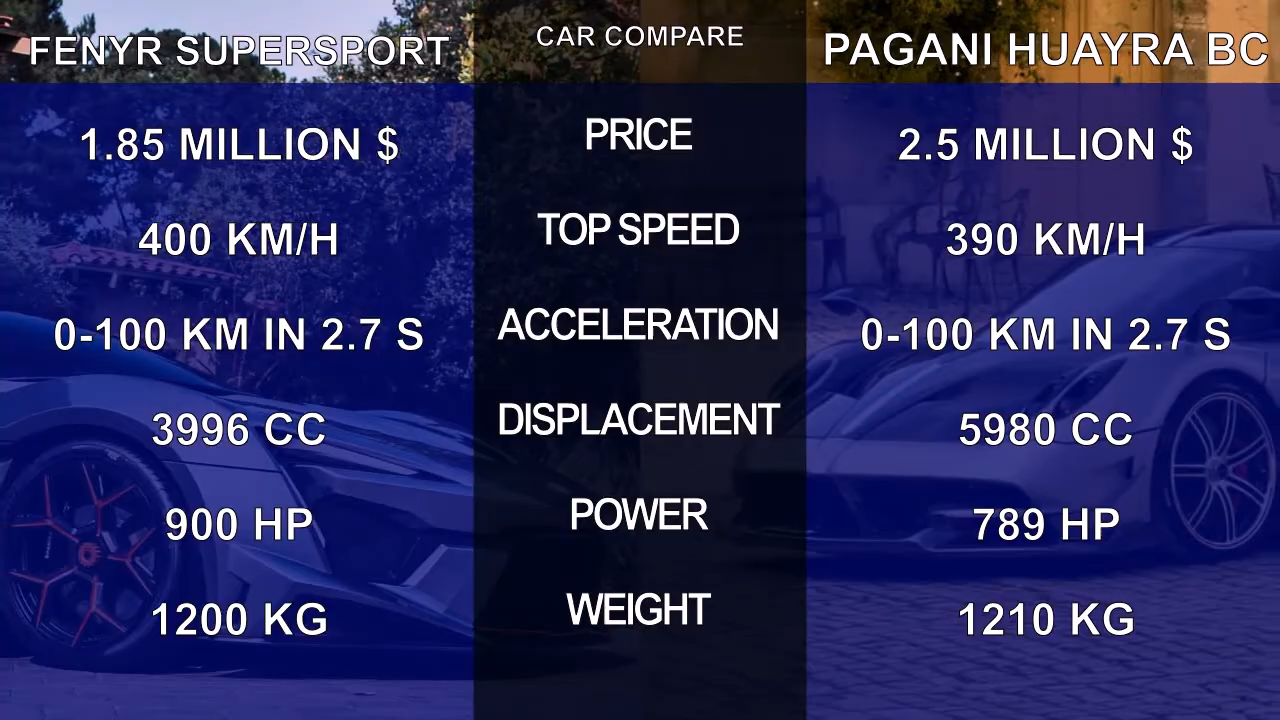 FENYR SUPERSPORT CAR COMPARE PAGANI HUAYRA BC
1.85 MILLION $ PRICE 2.5 MILLION $
400 KM/H TOP SPEED 390 KM/H
0-100 KM IN 2.7 S ACCELERATION 0-100 KM IN 2.7 S
3996 CC DISPLACEMENT 5980 CC
900 HP POWER 789 HP
1200 KG WEIGHT 1210 KG